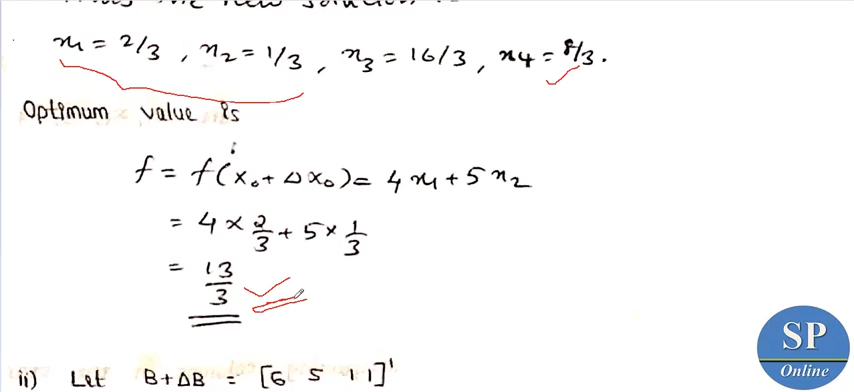 x1 = 2/3, x2 = 1/3, x3 = 16/3, x4 = 8/3.
Optimum value is
f = f(x0 + Δx0) = 4x1 + 5x2
= 4 × 2/3 + 5 × 1/3
= 13/3
ii) Let B+ΔB = [6 5 1 1]'
SP
Online